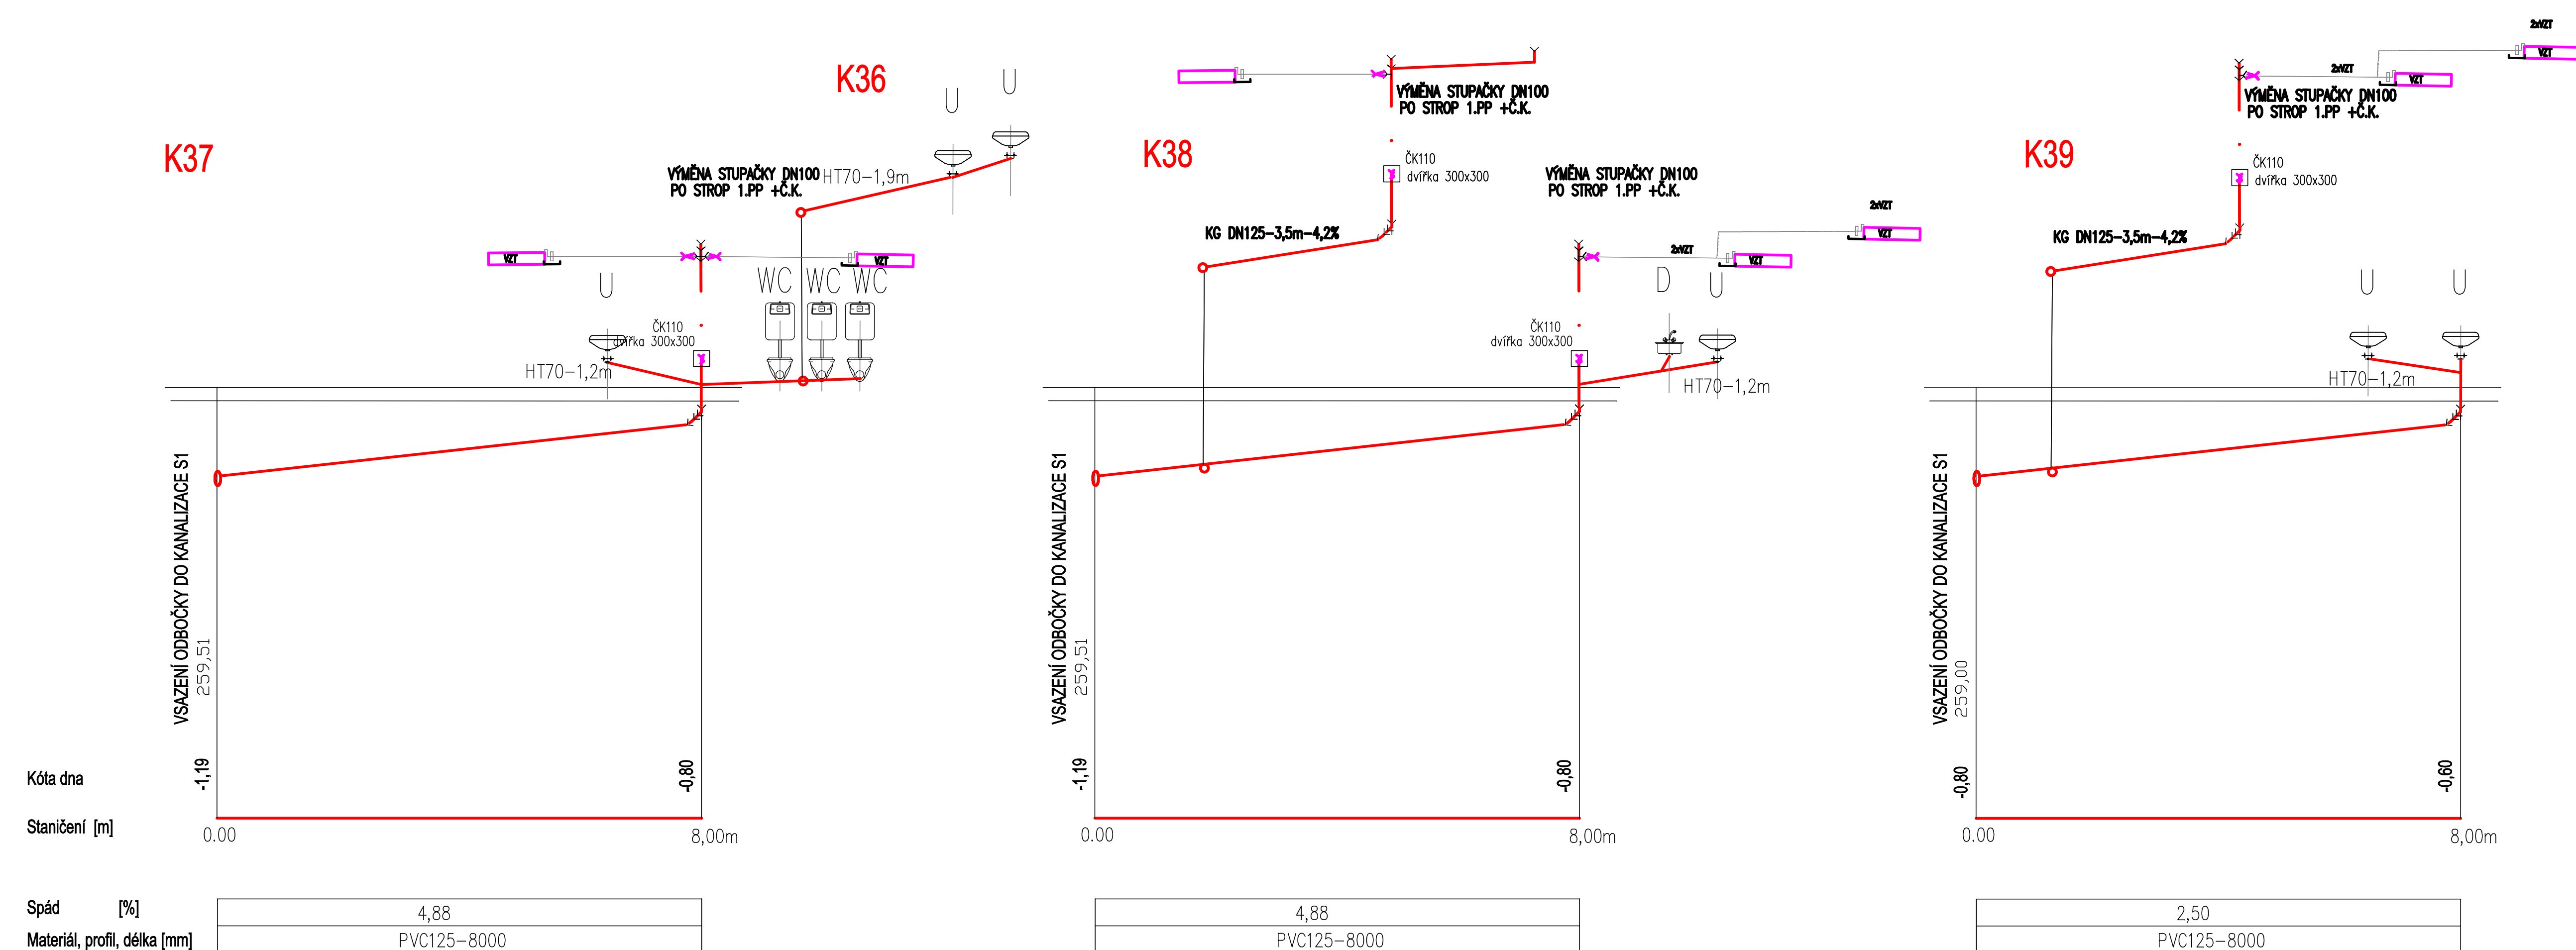 K36
K37
U
U
VÝMĚNA STUPAČKY DN100
PO STROP 1.PP +Č.K.
HT70-1,9m
VZT
VZT
U
WC
WC
WC
ČK110
dvířka 300x300
HT70-1,2m
VSAZENÍ ODBOČKY DO KANALIZACE S1
259,51
-1,19
-0,80
Kóta dna
Staničení [m]
0.00
8,00m
Spád [%]
4,88
Materiál, profil, délka [mm]
PVC125-8000
K38
VÝMĚNA STUPAČKY DN100
PO STROP 1.PP +Č.K.
ČK110
dvířka 300x300
KG DN125-3,5m-4,2%
VÝMĚNA STUPAČKY DN100
PO STROP 1.PP +Č.K.
2xVZT
2xVZT
VZT
VZT
D
U
ČK110
dvířka 300x300
HT70-1,2m
VSAZENÍ ODBOČKY DO KANALIZACE S1
259,51
-1,19
-0,80
0.00
8,00m
4,88
PVC125-8000
K39
2xVZT
VZT
2xVZT
VZT
VÝMĚNA STUPAČKY DN100
PO STROP 1.PP +Č.K.
ČK110
dvířka 300x300
KG DN125-3,5m-4,2%
U
U
HT70-1,2m
VSAZENÍ ODBOČKY DO KANALIZACE S1
259,00
-0,80
-0,60
0.00
8,00m
2,50
PVC125-8000